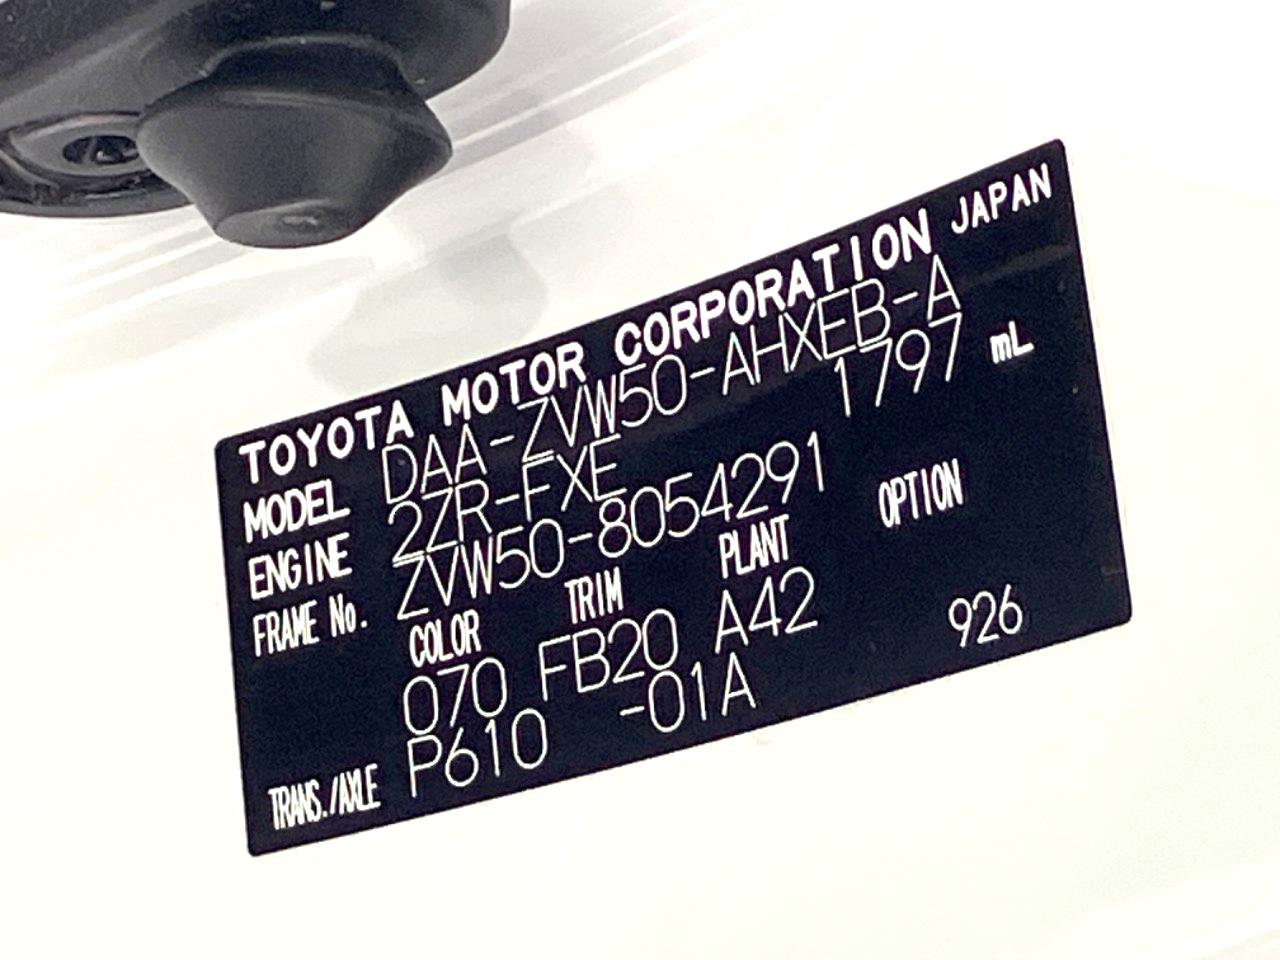 TOYOTA MOTOR CORPORATION JAPAN
MODEL DAA-ZVW50-AHXEB-A
ENGINE 2ZR-FXE 1797 mL
FRAME No. ZVW50-8054291
COLOR TRIM PLANT OPTION
070 FB20 A42
TRANS./AXLE P610 -01A 926